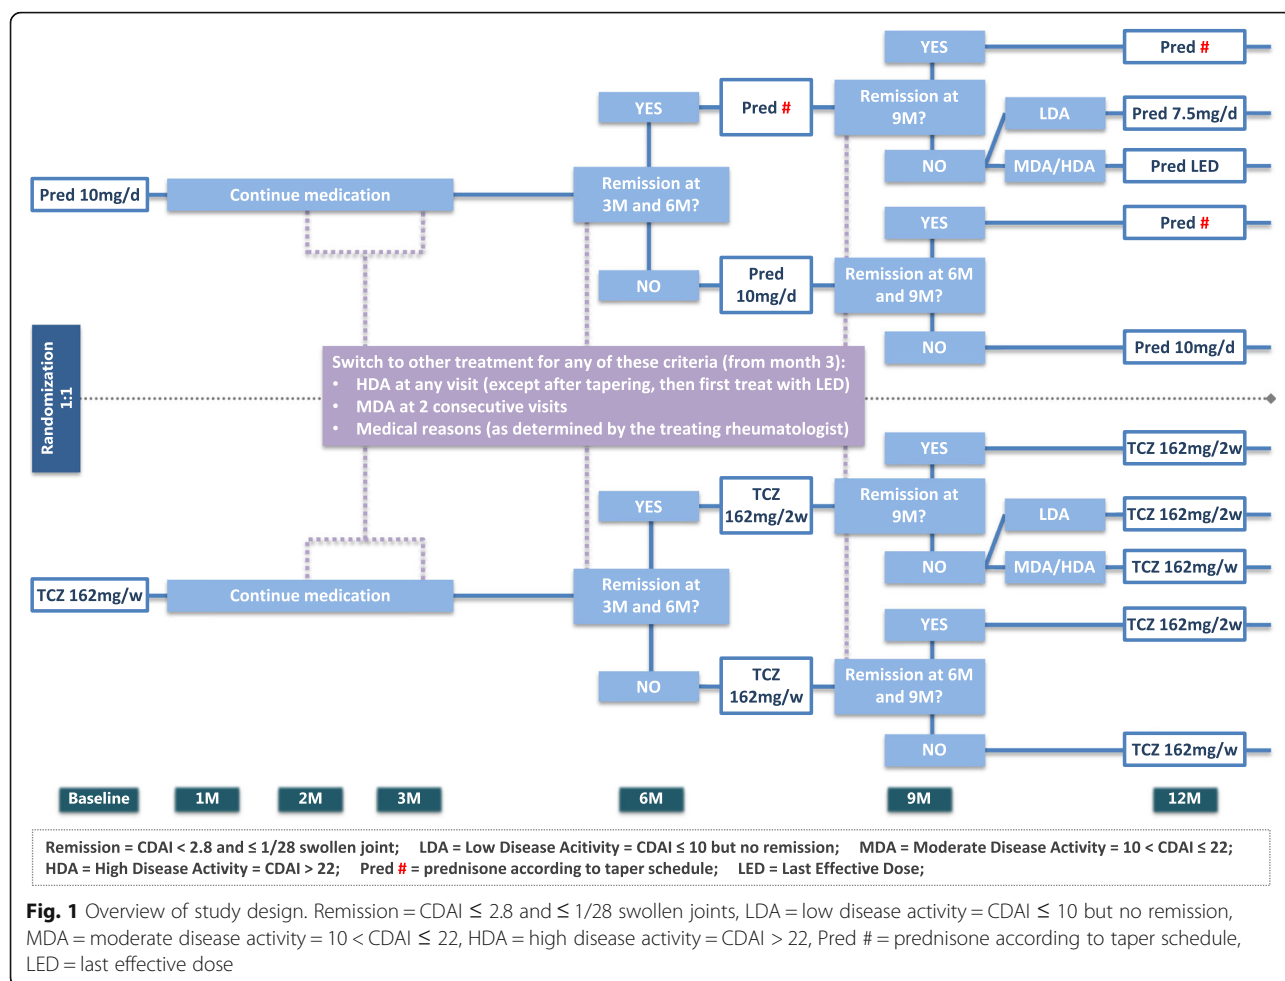 YES
Pred #
Remission at
9M?
YES
Pred #
LDA
Pred 7.5mg/d
NO
MDA/HDA
Pred LED
Pred 10mg/d
Continue medication
Remission at
3M and 6M?
YES
Pred #
NO
Pred
10mg/d
Remission at 6M
and 9M?
NO
Pred 10mg/d
Randomization
1:1
Switch to other treatment for any of these criteria (from month 3):
• HDA at any visit (except after tapering, then first treat with LED)
• MDA at 2 consecutive visits
• Medical reasons (as determined by the treating rheumatologist)
YES
TCZ 162mg/2w
YES
TCZ
162mg/2w
Remission at
9M?
LDA
TCZ 162mg/2w
NO
MDA/HDA
TCZ 162mg/w
TCZ 162mg/w
Continue medication
Remission at
3M and 6M?
YES
TCZ 162mg/2w
NO
TCZ
162mg/w
Remission at 6M
and 9M?
NO
TCZ 162mg/w
Baseline
1M
2M
3M
6M
9M
12M
Remission = CDAI < 2.8 and ≤ 1/28 swollen joint; LDA = Low Disease Acitivity = CDAI ≤ 10 but no remission; MDA = Moderate Disease Activity = 10 < CDAI ≤ 22;
HDA = High Disease Activity = CDAI > 22; Pred # = prednisone according to taper schedule; LED = Last Effective Dose;
Fig. 1 Overview of study design. Remission = CDAI ≤ 2.8 and ≤ 1/28 swollen joints, LDA = low disease activity = CDAI ≤ 10 but no remission,
MDA = moderate disease activity = 10 < CDAI ≤ 22, HDA = high disease activity = CDAI > 22, Pred # = prednisone according to taper schedule,
LED = last effective dose